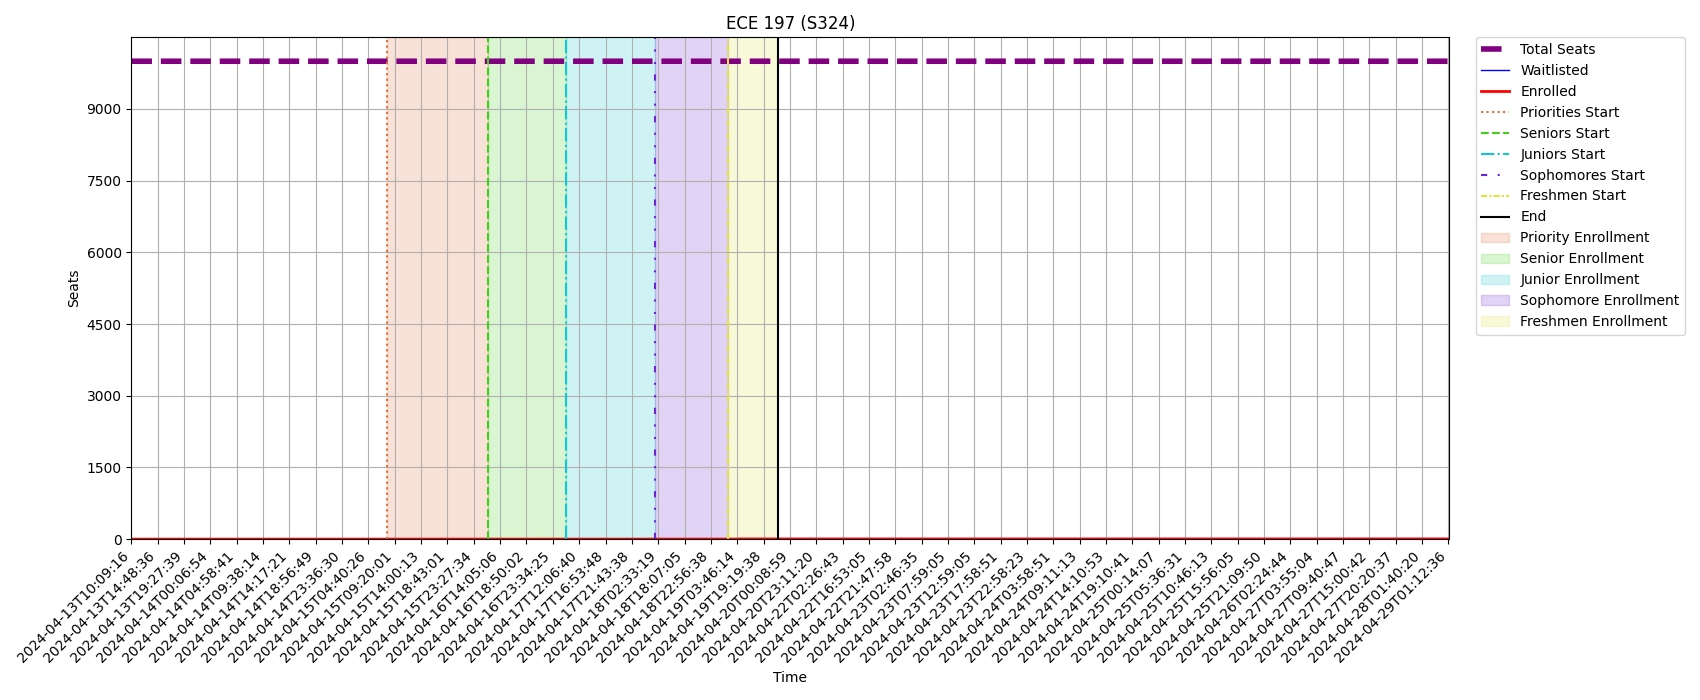 ECE 197 (S324)
Seats
9000
7500
6000
4500
3000
1500
0
2024-04-13T10:09:16
2024-04-13T14:48:36
2024-04-13T19:27:39
2024-04-14T00:06:54
2024-04-14T04:58:41
2024-04-14T09:38:14
2024-04-14T14:17:21
2024-04-14T18:56:49
2024-04-14T23:36:30
2024-04-15T04:40:26
2024-04-15T09:20:01
2024-04-15T14:00:13
2024-04-15T18:43:01
2024-04-15T23:27:34
2024-04-16T14:05:06
2024-04-16T18:50:02
2024-04-16T23:34:25
2024-04-17T12:06:40
2024-04-17T16:53:48
2024-04-17T21:43:38
2024-04-18T02:33:19
2024-04-18T18:07:05
2024-04-18T22:56:38
2024-04-19T03:46:14
2024-04-19T19:19:38
2024-04-20T00:08:59
2024-04-20T23:11:20
2024-04-22T02:26:43
2024-04-22T16:53:05
2024-04-22T21:47:58
2024-04-23T02:46:35
2024-04-23T07:59:05
2024-04-23T12:59:05
2024-04-23T17:58:51
2024-04-23T22:58:23
2024-04-24T03:58:51
2024-04-24T09:11:13
2024-04-24T14:10:53
2024-04-24T19:10:41
2024-04-25T00:14:07
2024-04-25T05:36:31
2024-04-25T10:46:13
2024-04-25T15:56:05
2024-04-25T21:09:50
2024-04-26T02:24:44
2024-04-27T03:55:04
2024-04-27T09:40:47
2024-04-27T15:00:42
2024-04-27T20:20:37
2024-04-28T01:40:20
2024-04-29T01:12:36
Time
Total Seats
Waitlisted
Enrolled
Priorities Start
Seniors Start
Juniors Start
Sophomores Start
Freshmen Start
End
Priority Enrollment
Senior Enrollment
Junior Enrollment
Sophomore Enrollment
Freshmen Enrollment